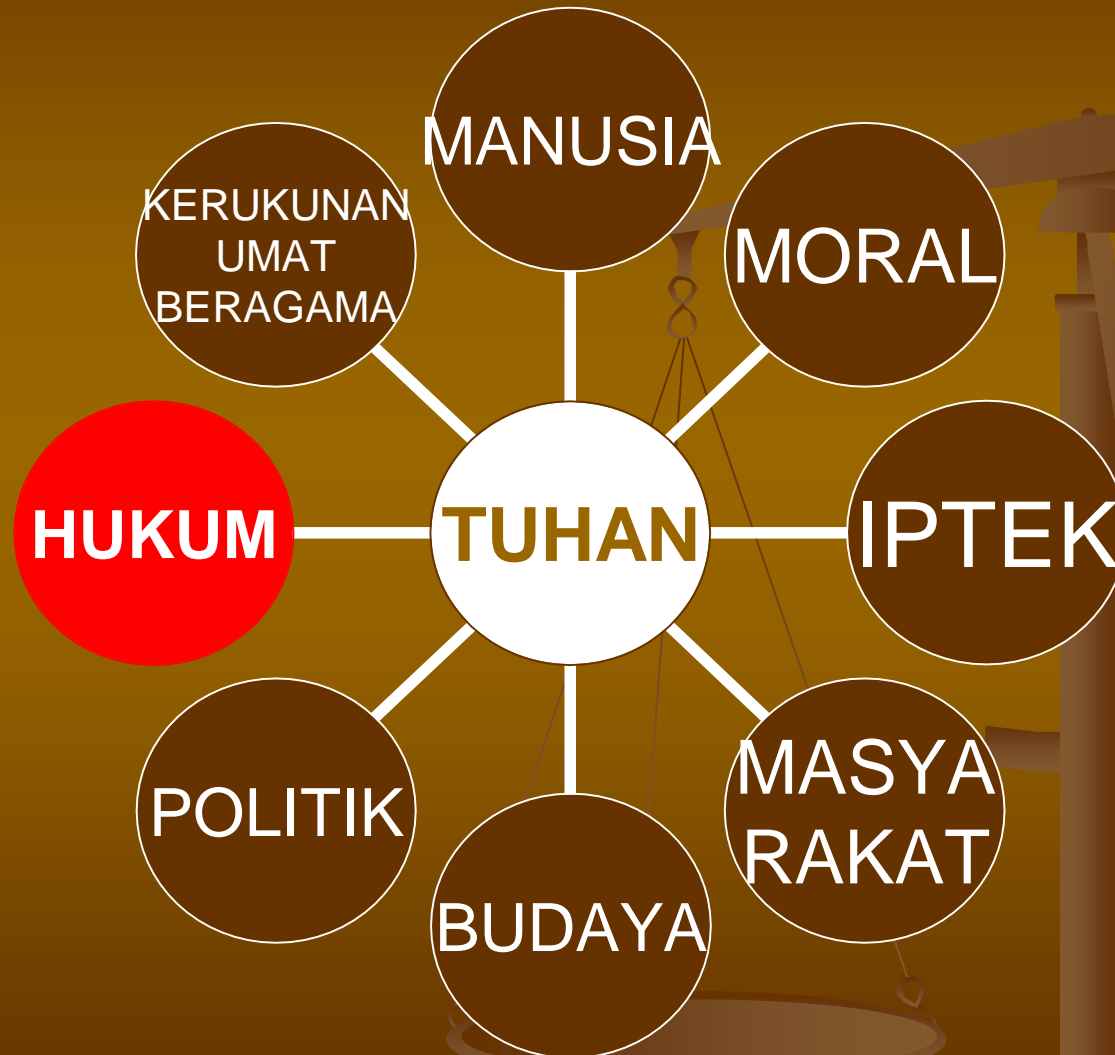 MANUSIA
KERUKUNAN
UMAT
BERAGAMA
MORAL
HUKUM
TUHAN
IPTEK
POLITIK
MASYA
RAKAT
BUDAYA